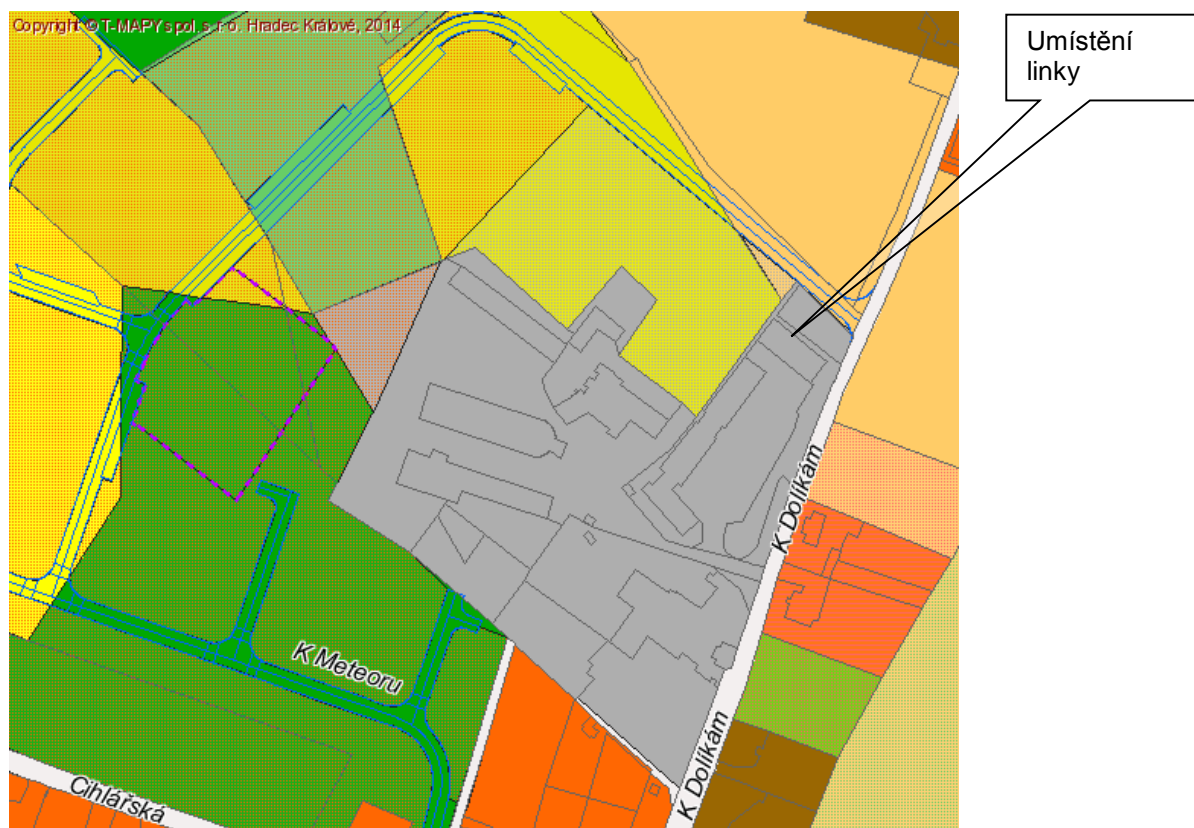 Copyright © T-MAPY spol. s r.o. Hradec Králové, 2014
Umístění
linky
K Dolíkám
K Meteoru
K Dolíkám
Cihlářská